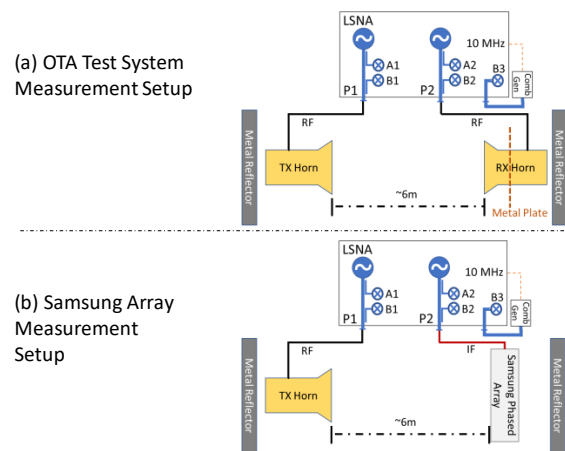 (a) OTA Test System
Measurement Setup
LSNA
10 MHz
A1
B1
A2
B2
B3
Comb
Gen
P1
P2
RF
RF
Metal Reflector
TX Horn
RX Horn
Metal Reflector
~6m
Metal Plate
(b) Samsung Array
Measurement
Setup
LSNA
10 MHz
A1
B1
A2
B2
B3
Comb
Gen
P1
P2
RF
IF
Metal Reflector
TX Horn
Samsung Phased
Array
Metal Reflector
~6m